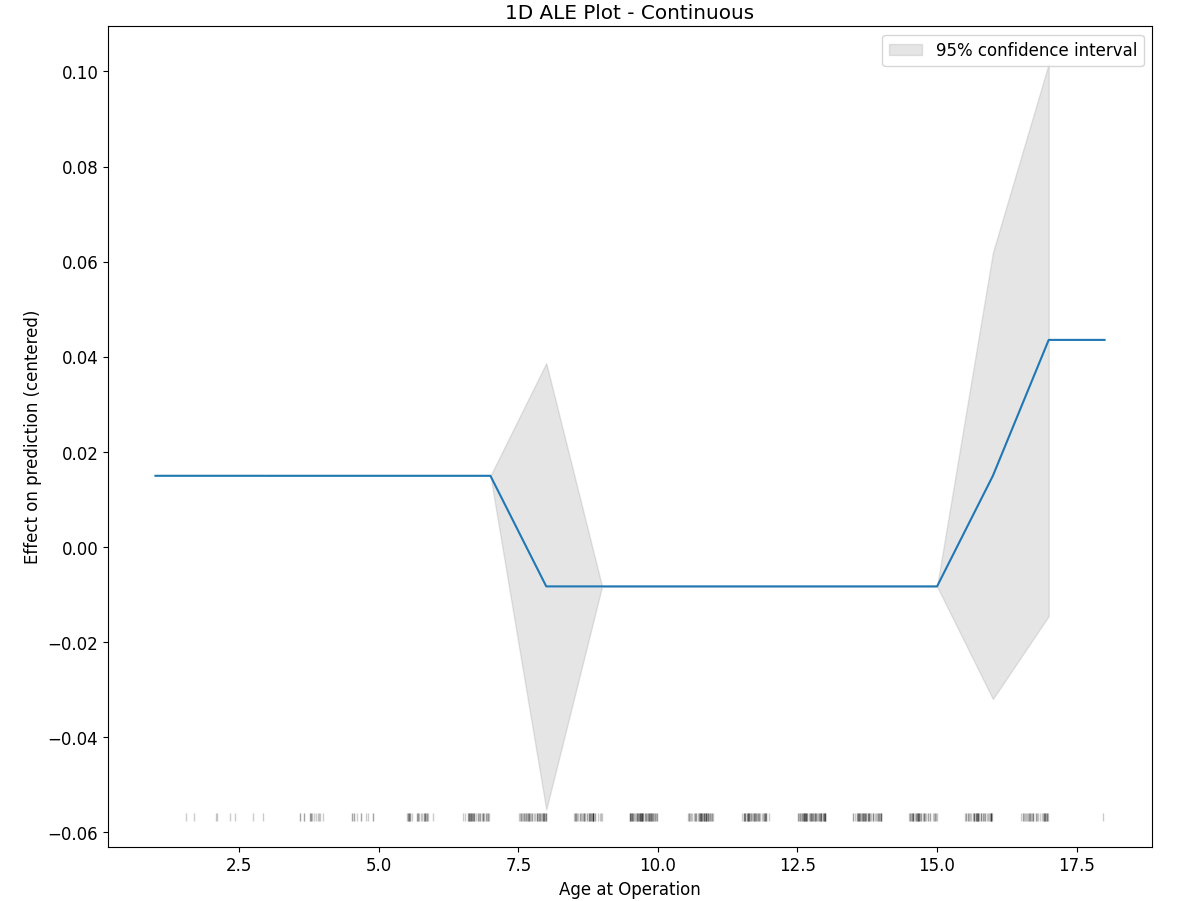 1D ALE Plot - Continuous
95% confidence interval
0.10
0.08
0.06
0.04
0.02
0.00
−0.02
−0.04
−0.06
Effect on prediction (centered)
2.5 5.0 7.5 10.0 12.5 15.0 17.5
Age at Operation